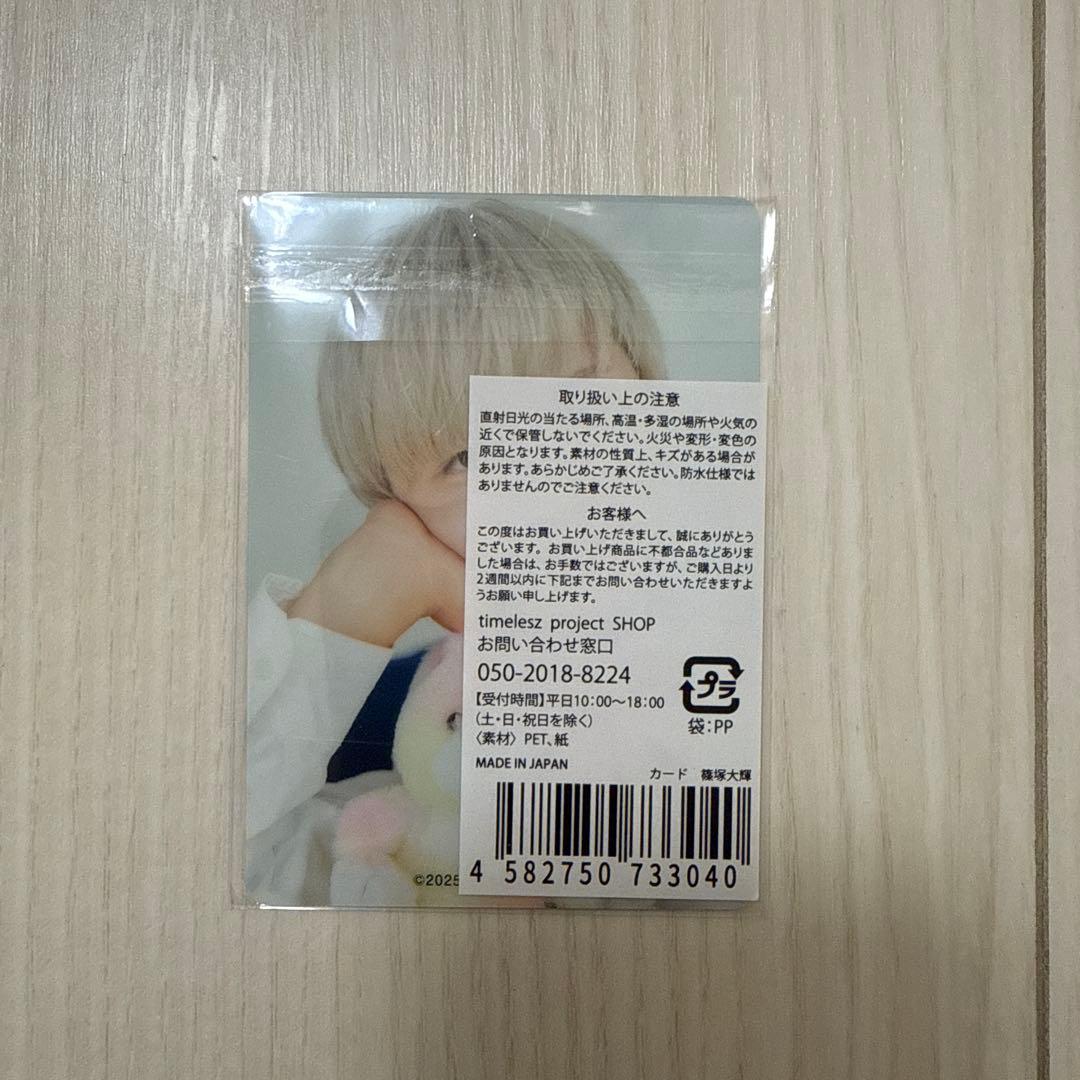 取り扱い上の注意
直射日光の当たる場所、高温・多湿の場所や火気の
近くで保管しないでください。火災や変形・変色の
原因となります。素材の性質上、キズがある場合が
あります。あらかじめご了承ください。防水仕様では
ありませんのでご注意ください。
お客様へ
この度はお買い上げいただきまして、誠にありがとう
ございます。お買い上げ商品に不都合品などありま
した場合は、お手数ではございますが、ご購入日より
2週間以内に下記までお問い合わせいただきますよ
うお願い申し上げます。
timelesz project SHOP
お問い合わせ窓口
050-2018-8224
【受付時間】平日10:00〜18:00
(土・日・祝日を除く)
〈素材〉 PET、紙
プラ
袋:PP
MADE IN JAPAN
カード 篠塚大輝
4 582750 733040
©2025